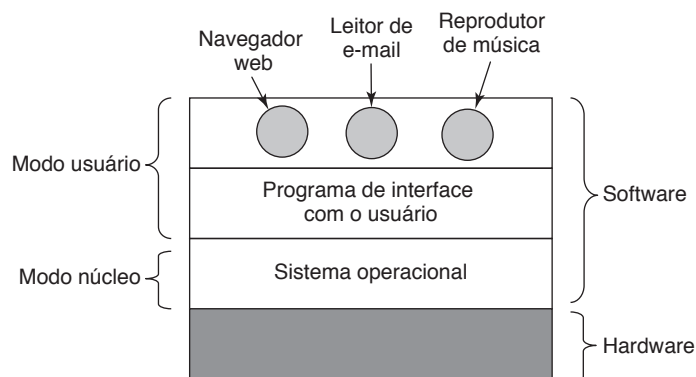 Navegador
web
Leitor de
e-mail
Reprodutor
de música
Modo usuário
Programa de interface
com o usuário
Software
Modo núcleo
Sistema operacional
Hardware